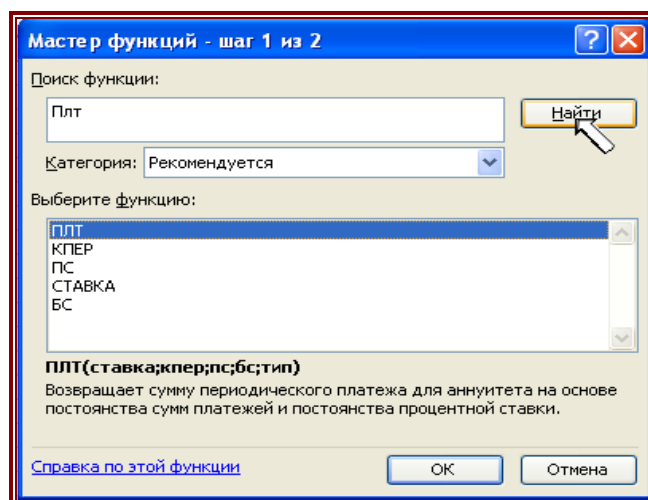 Мастер функций - шаг 1 из 2
Поиск функции:
Плт
Найти
Категория: Рекомендуется
Выберите функцию:
ПЛТ
КПЕР
ПС
СТАВКА
БС
ПЛТ(ставка;кпер;пс;бс;тип)
Возвращает сумму периодического платежа для аннуитета на основе
постоянства сумм платежей и постоянства процентной ставки.
Справка по этой функции
ОК
Отмена